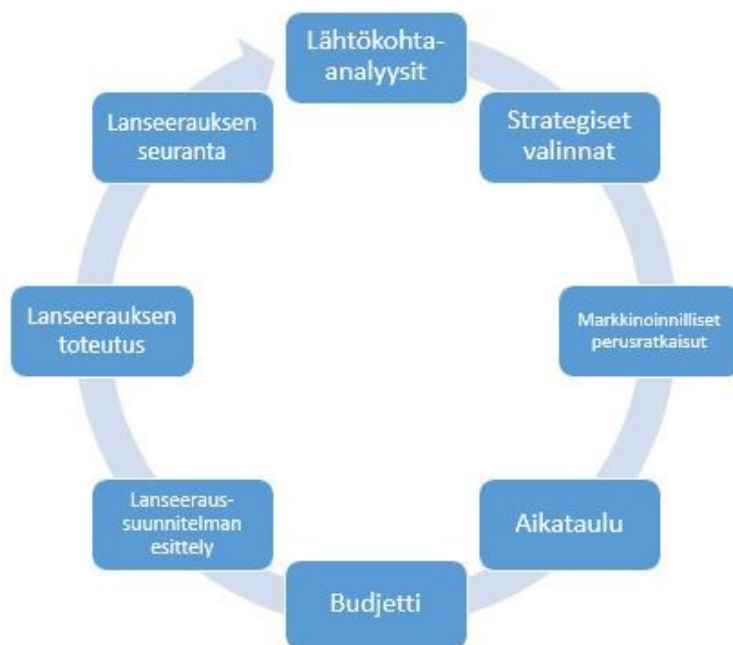 Lähtökohta-
analyysit
Strategiset
valinnat
Markkinoinnilliset
perusratkaisut
Aikataulu
Budjetti
Lanseeraus-
suunnitelman
esittely
Lanseerauksen
toteutus
Lanseerauksen
seuranta